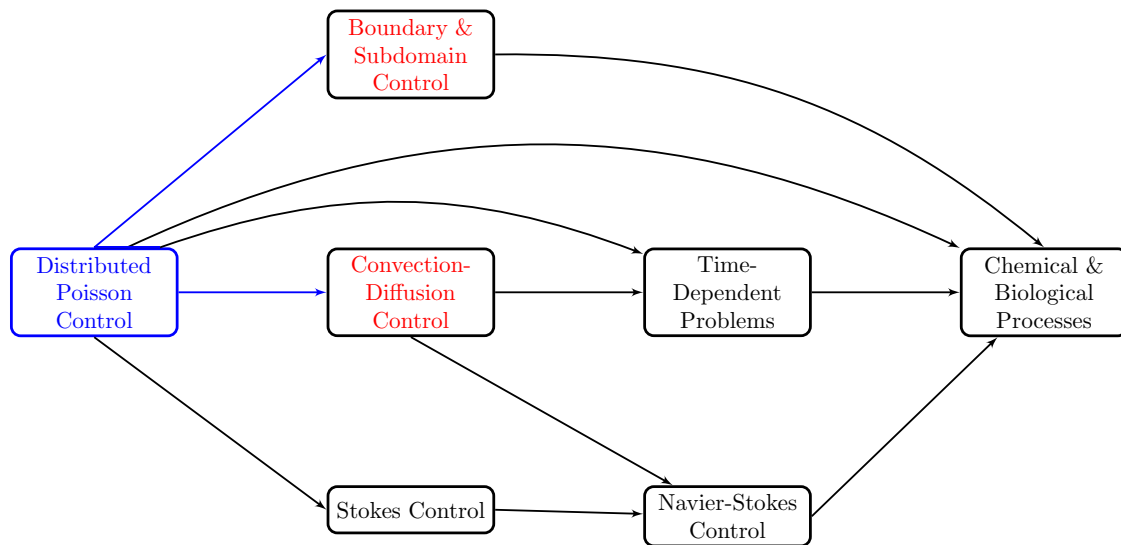 Boundary &
Subdomain
Control
Distributed
Poisson
Control
Convection-
Diffusion
Control
Time-
Dependent
Problems
Chemical &
Biological
Processes
Stokes Control
Navier-Stokes
Control